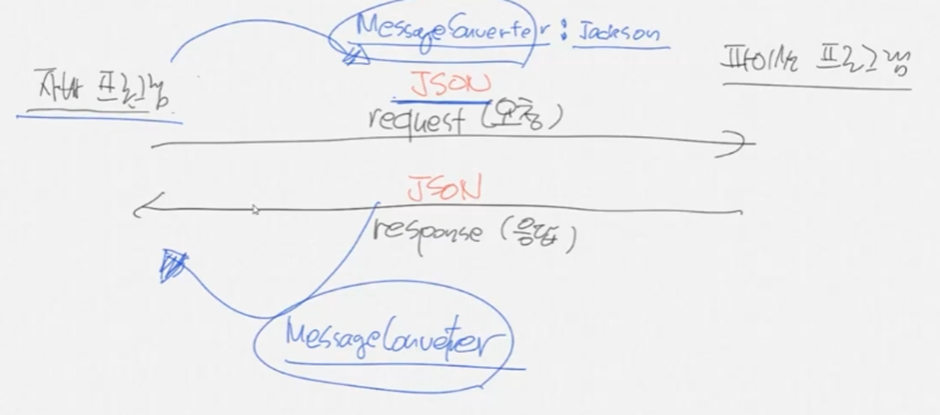 MessageConverter : Jackson
자바 프로그램
파이썬 프로그램
JSON
request (요청)
JSON
response (응답)
MessageConverter